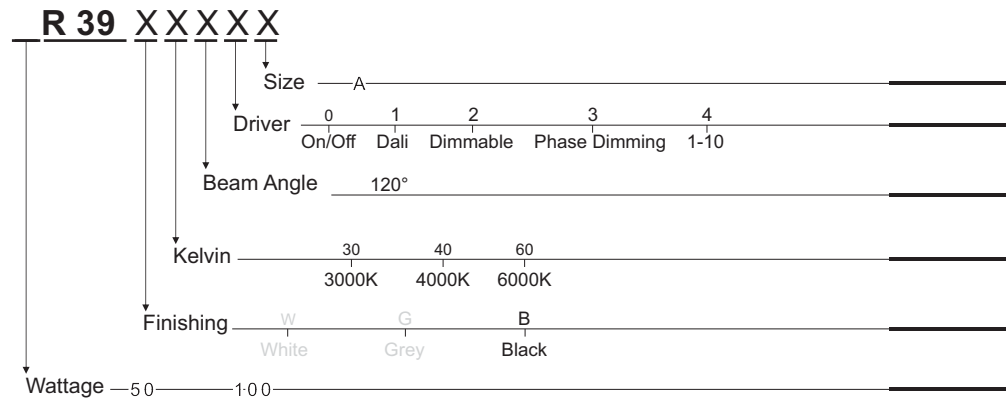 _ R 39 X X X X X
Size A
0 1 2 3 4
Driver
On/Off Dali Dimmable Phase Dimming 1-10
Beam Angle 120°
30 40 60
Kelvin
3000K 4000K 6000K
W G B
Finishing
White Grey Black
Wattage 50 100